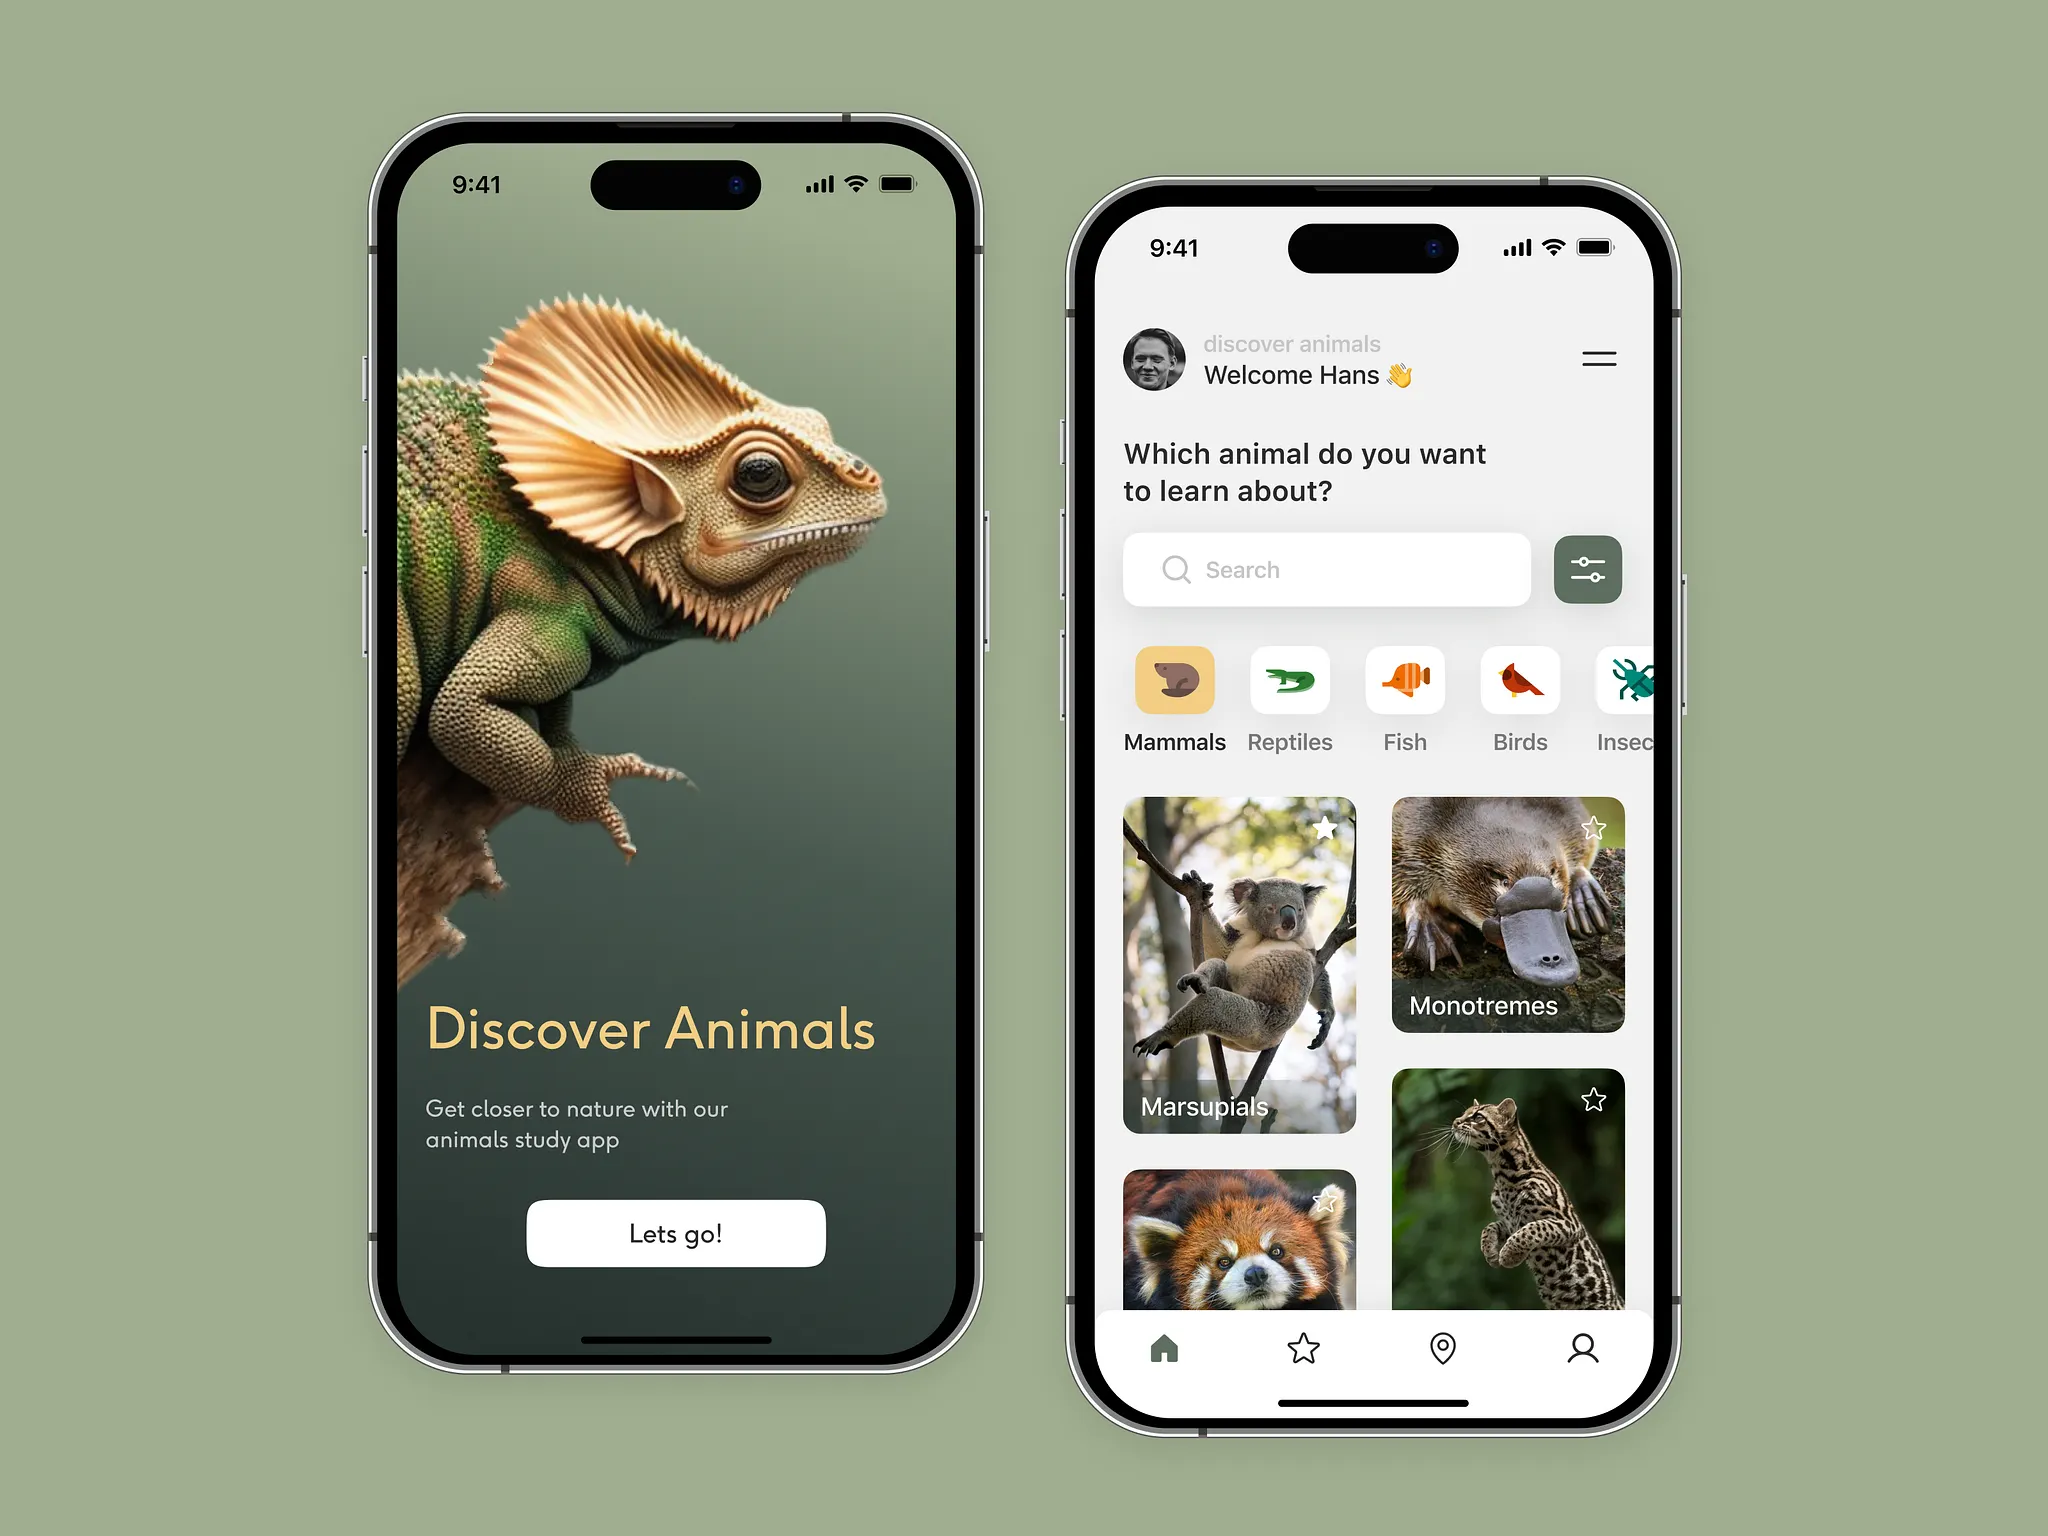 9:41
Discover Animals
Get closer to nature with our
animals study app
Lets go!
9:41
discover animals
Welcome Hans 👋
Which animal do you want
to learn about?
Search
Mammals
Reptiles
Fish
Birds
Insec
Marsupials
Monotremes